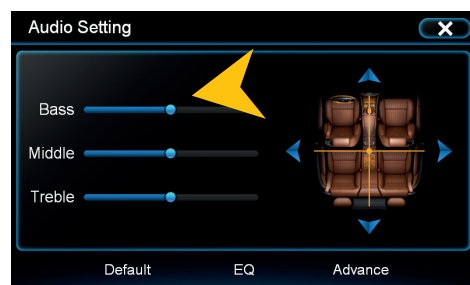 Audio Setting
Bass
Middle
Treble
Default EQ Advance